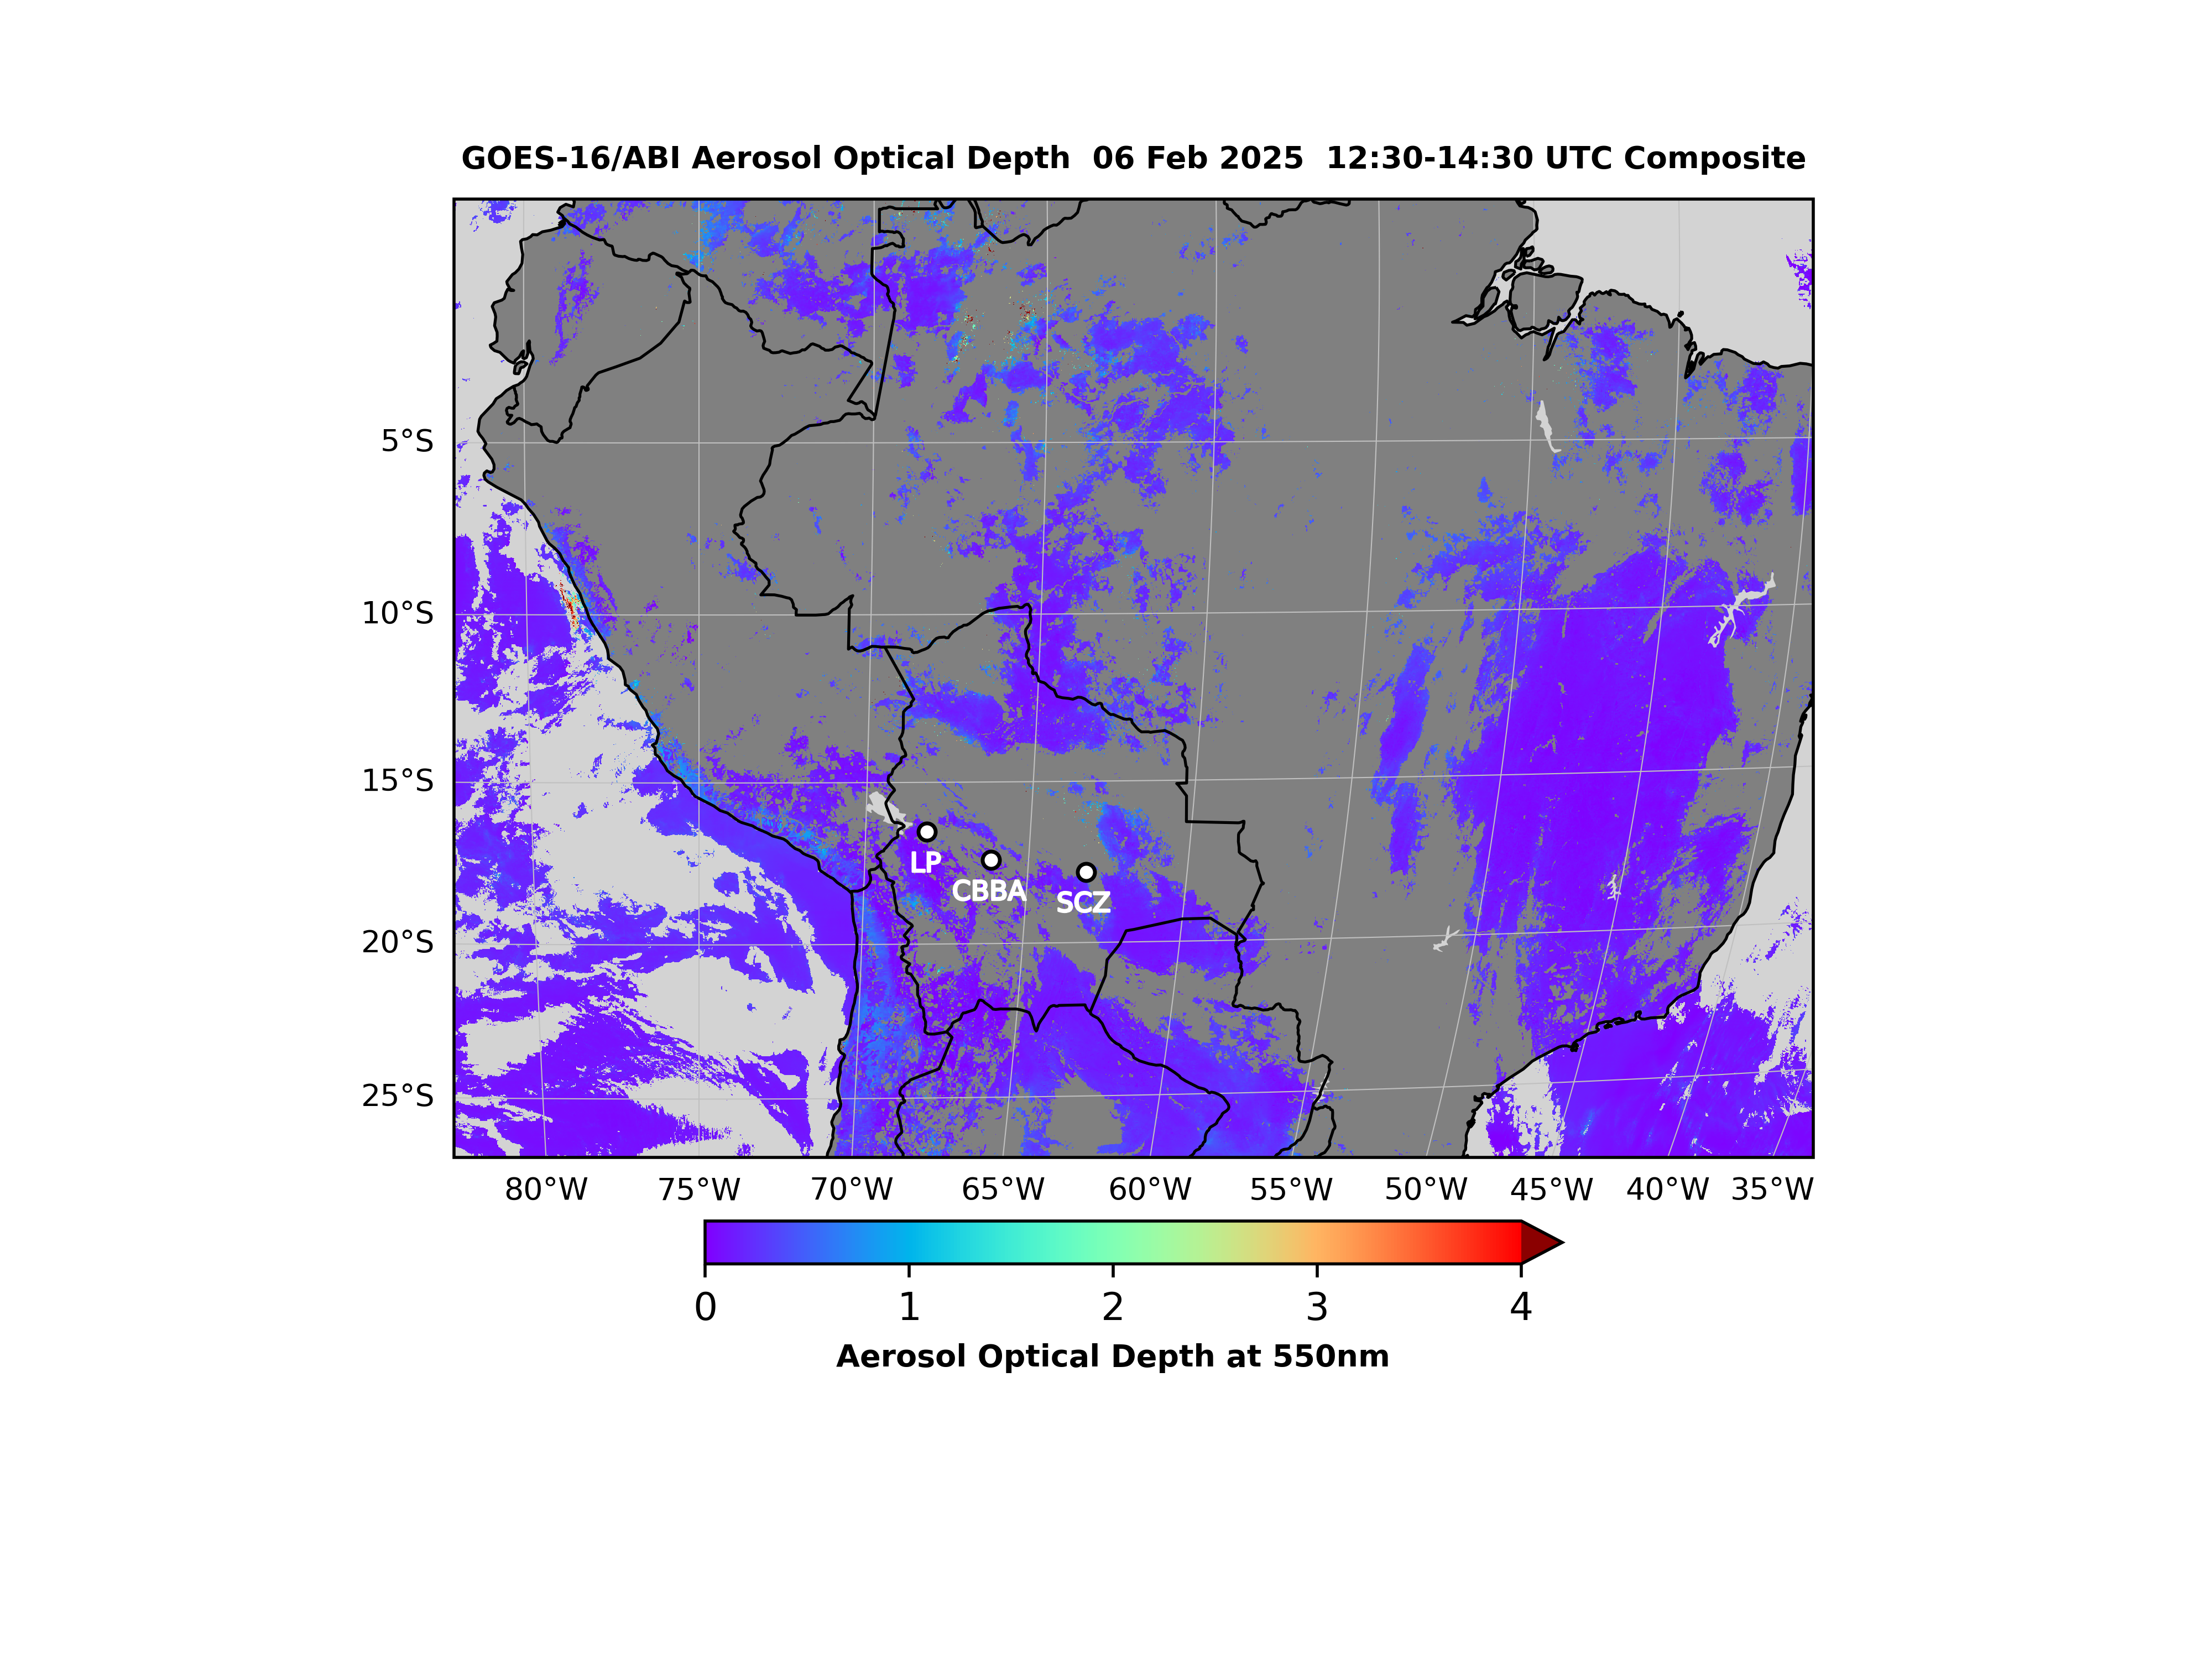 GOES-16/ABI Aerosol Optical Depth  06 Feb 2025  12:30-14:30 UTC Composite
5°S
10°S
15°S
LP
CBBA
SCZ
20°S
25°S
80°W 75°W 70°W 65°W 60°W 55°W 50°W 45°W 40°W 35°W
0 1 2 3 4
Aerosol Optical Depth at 550nm